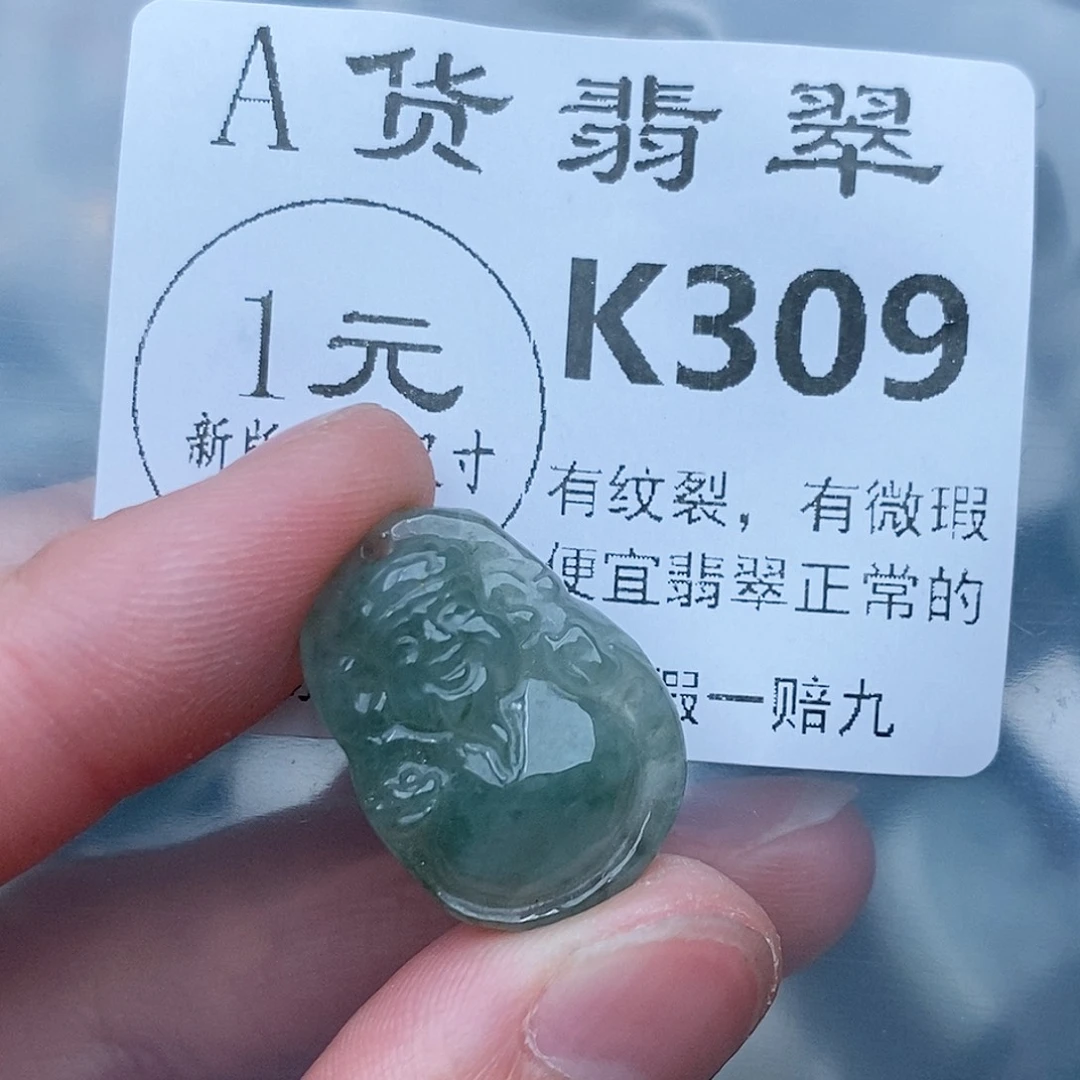 A货翡翠
1元
K309
新 寸
有纹裂，有微瑕
便宜翡翠正常的
假一赔九